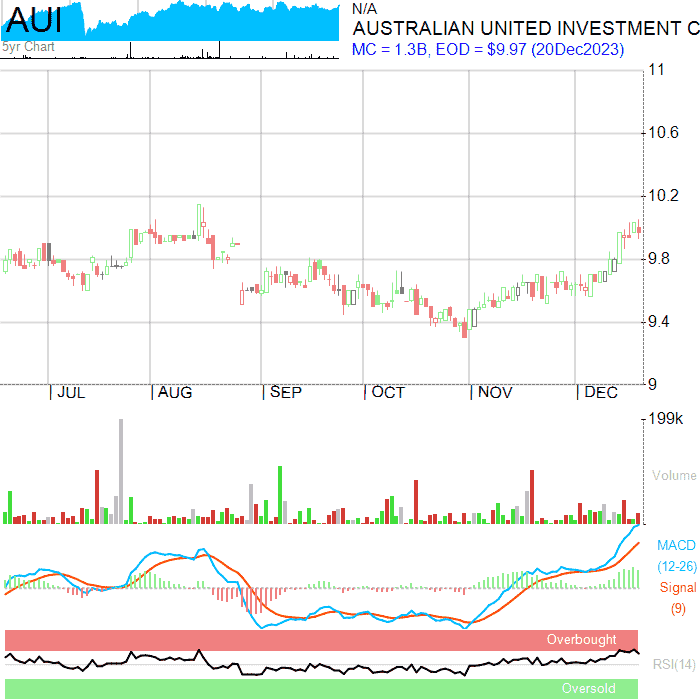 AUI
5yr Chart
N/A
AUSTRALIAN UNITED INVESTMENT C
MC = 1.3B, EOD = $9.97 (20Dec2023)
11
10.6
10.2
9.8
9.4
9
JUL AUG SEP OCT NOV DEC
199k
Volume
MACD
(12-26)
Signal
(9)
Overbought
RSI(14)
Oversold